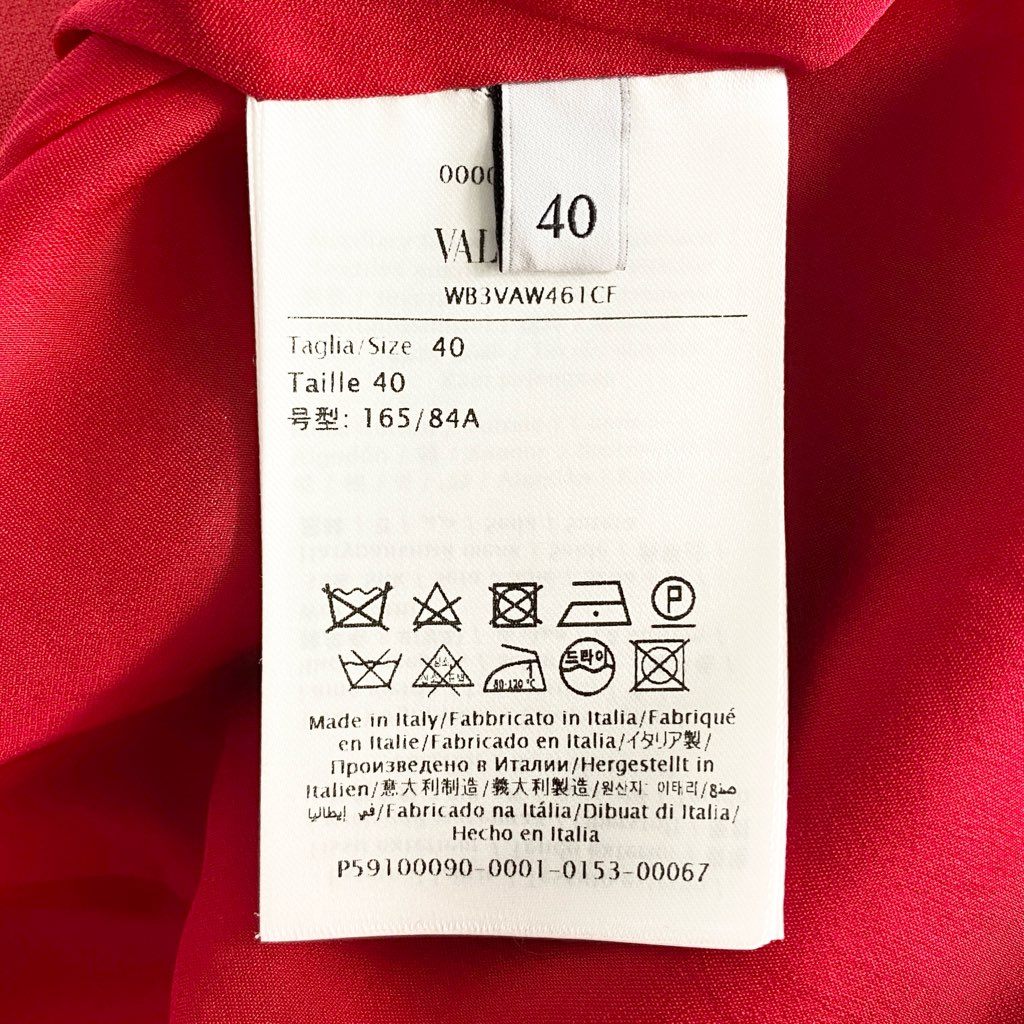 40
WB3VAW461CF
Taglia/Size 40
Taille 40
号型: 165/84A
P
드라이
80-120 °C
Made in Italy/Fabbricato in Italia/Fabriqué
en Italie/Fabricado en Italia/イタリア製/
Произведено в Италии/Hergestellt in
Italien/意大利制造/義大利製造/원산지: 이태리/صنع
في إيطاليا/Fabricado na Itália/Dibuat di Italia/
Hecho en Italia
P59100090-0001-0153-00067